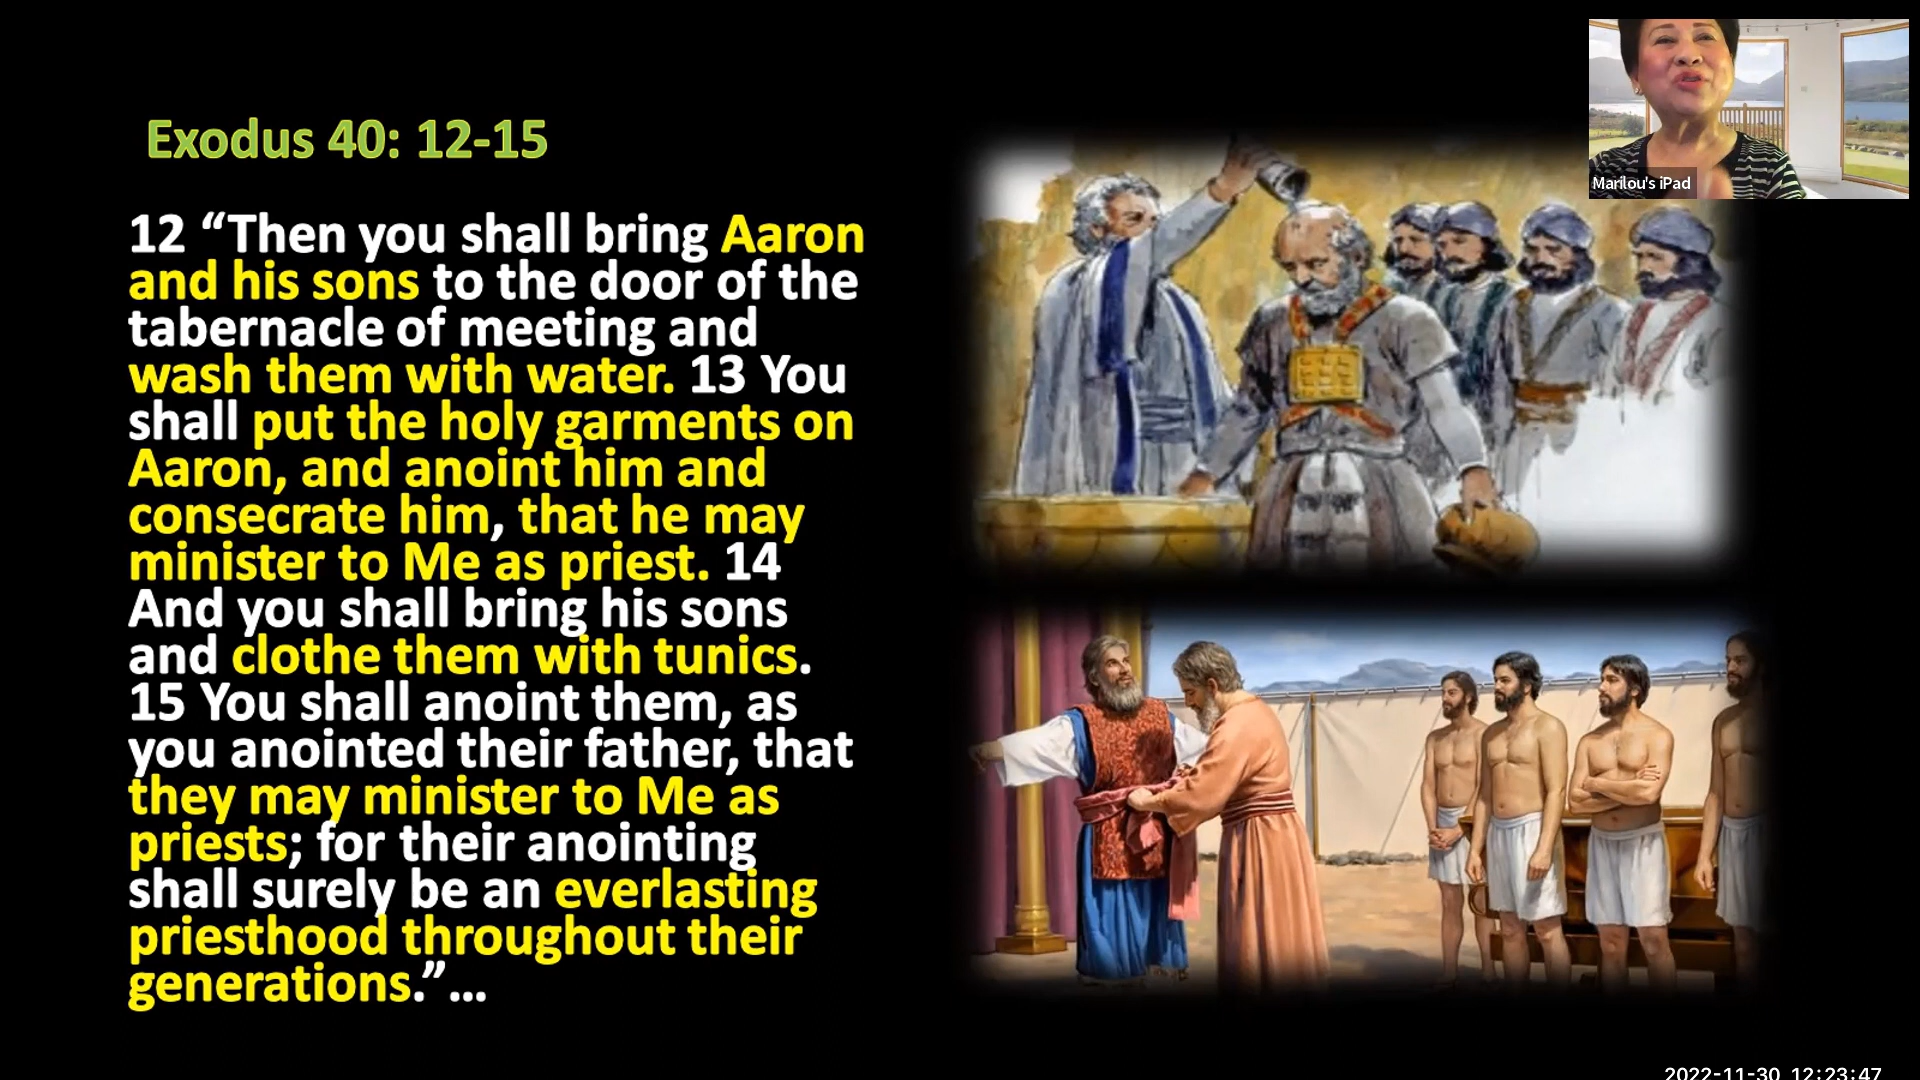 Exodus 40: 12-15
12 “Then you shall bring Aaron
and his sons to the door of the
tabernacle of meeting and
wash them with water. 13 You
shall put the holy garments on
Aaron, and anoint him and
consecrate him, that he may
minister to Me as priest. 14
And you shall bring his sons
and clothe them with tunics.
15 You shall anoint them, as
you anointed their father, that
they may minister to Me as
priests; for their anointing
shall surely be an everlasting
priesthood throughout their
generations.”...
Marilou's iPad
2022-11-30 12:23:47